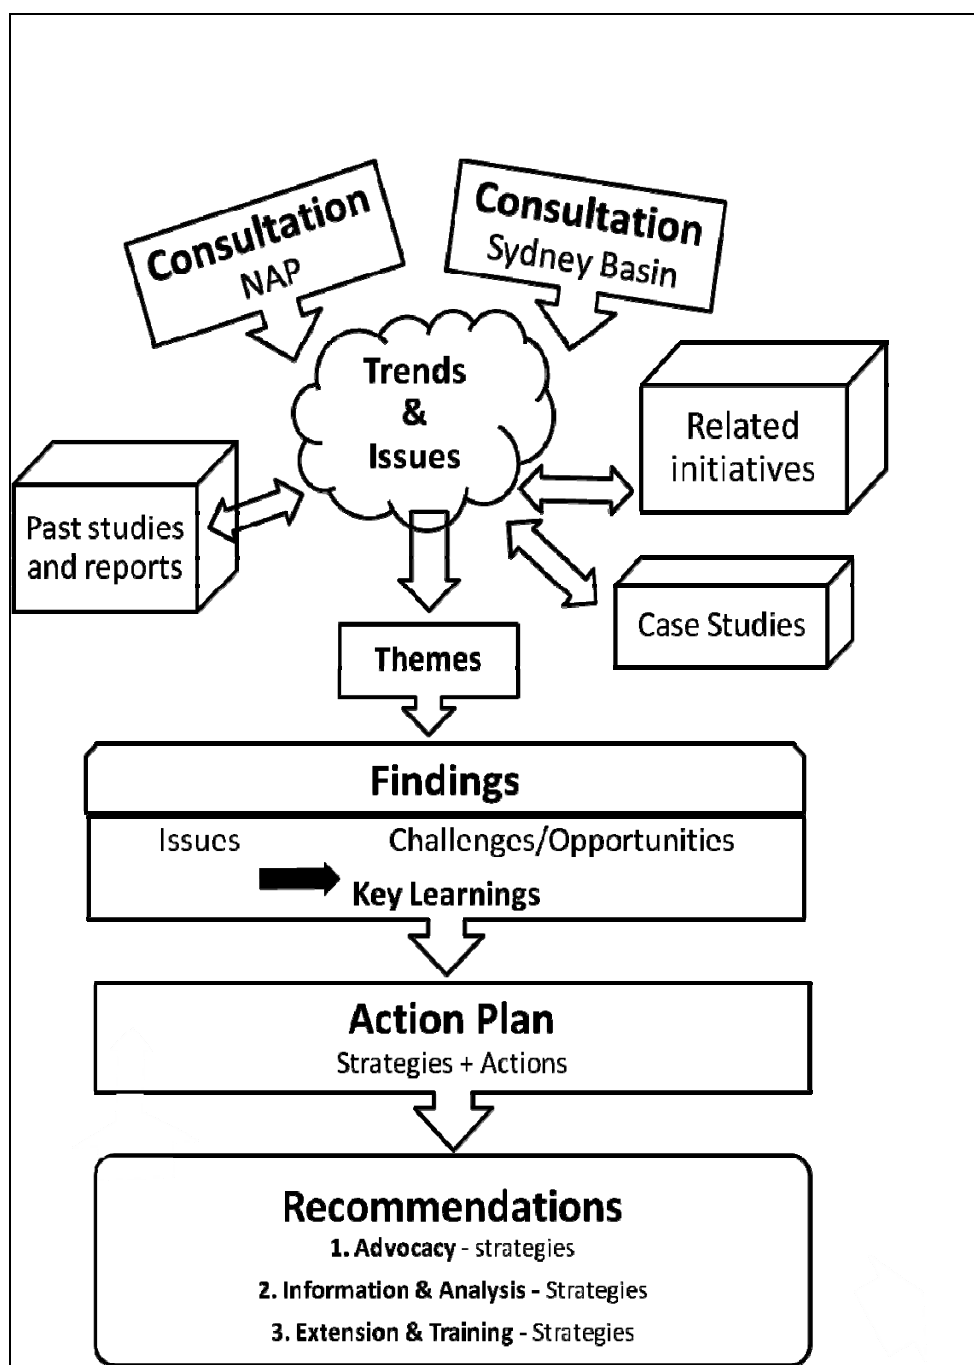 Consultation
NAP
Consultation
Sydney Basin
Trends
&
Issues
Related
initiatives
Past studies
and reports
Case Studies
Themes
Findings
Issues
Challenges/Opportunities
Key Learnings
Action Plan
Strategies + Actions
Recommendations
1. Advocacy - strategies
2. Information & Analysis - Strategies
3. Extension & Training - Strategies